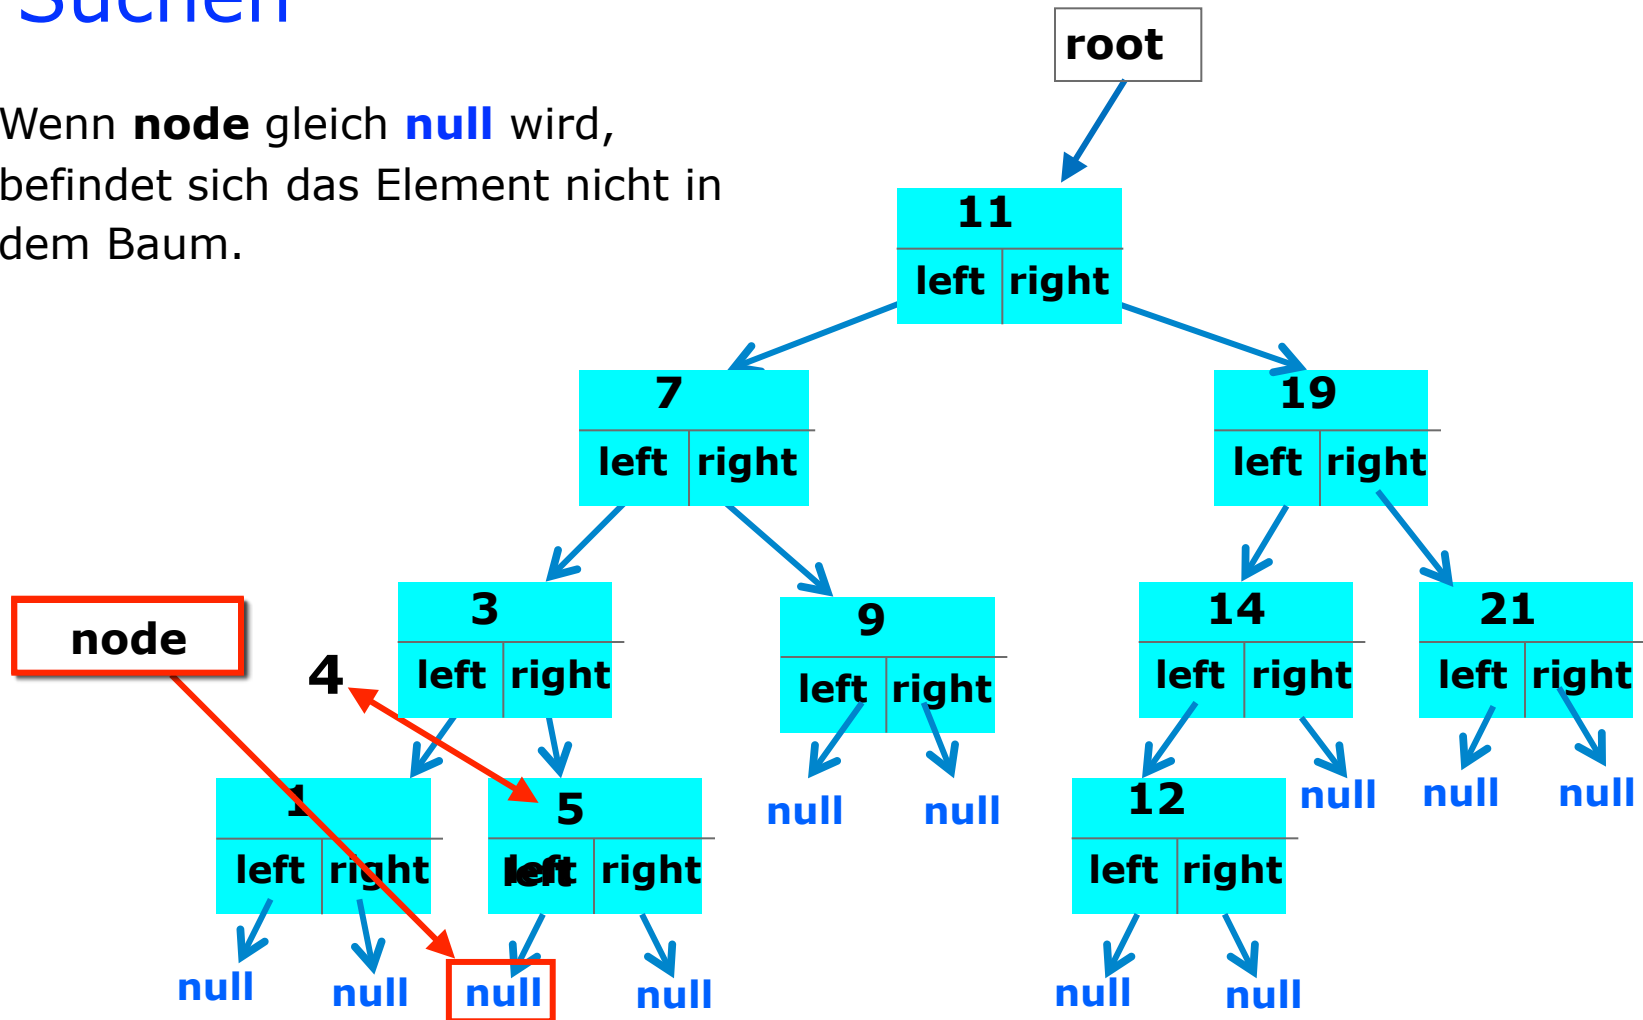 Suchen
root
Wenn node gleich null wird,
befindet sich das Element nicht in
dem Baum.
11
left right
7
left right
19
left right
3
left right
9
left right
14
left right
21
left right
node
4
1
left right
5
left left right
12
left right
null null
null
null null
null null null null
null null